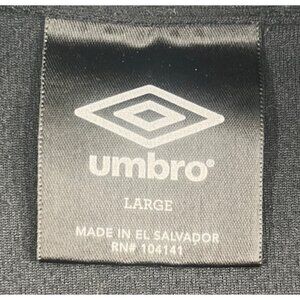 umbro®
LARGE
MADE IN EL SALVADOR
RN# 104141